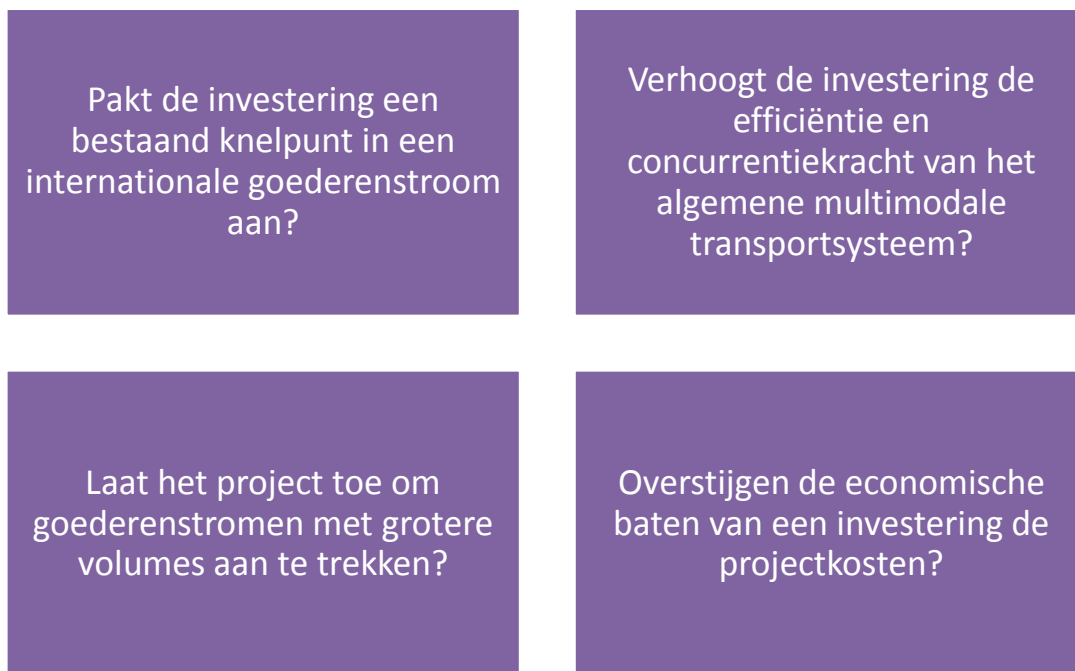 Pakt de investering een
bestaand knelpunt in een
internationale goederenstroom
aan?
Verhoogt de investering de
efficiëntie en
concurrentiekracht van het
algemene multimodale
transportsysteem?
Laat het project toe om
goederenstromen met grotere
volumes aan te trekken?
Overstijgen de economische
baten van een investering de
projectkosten?